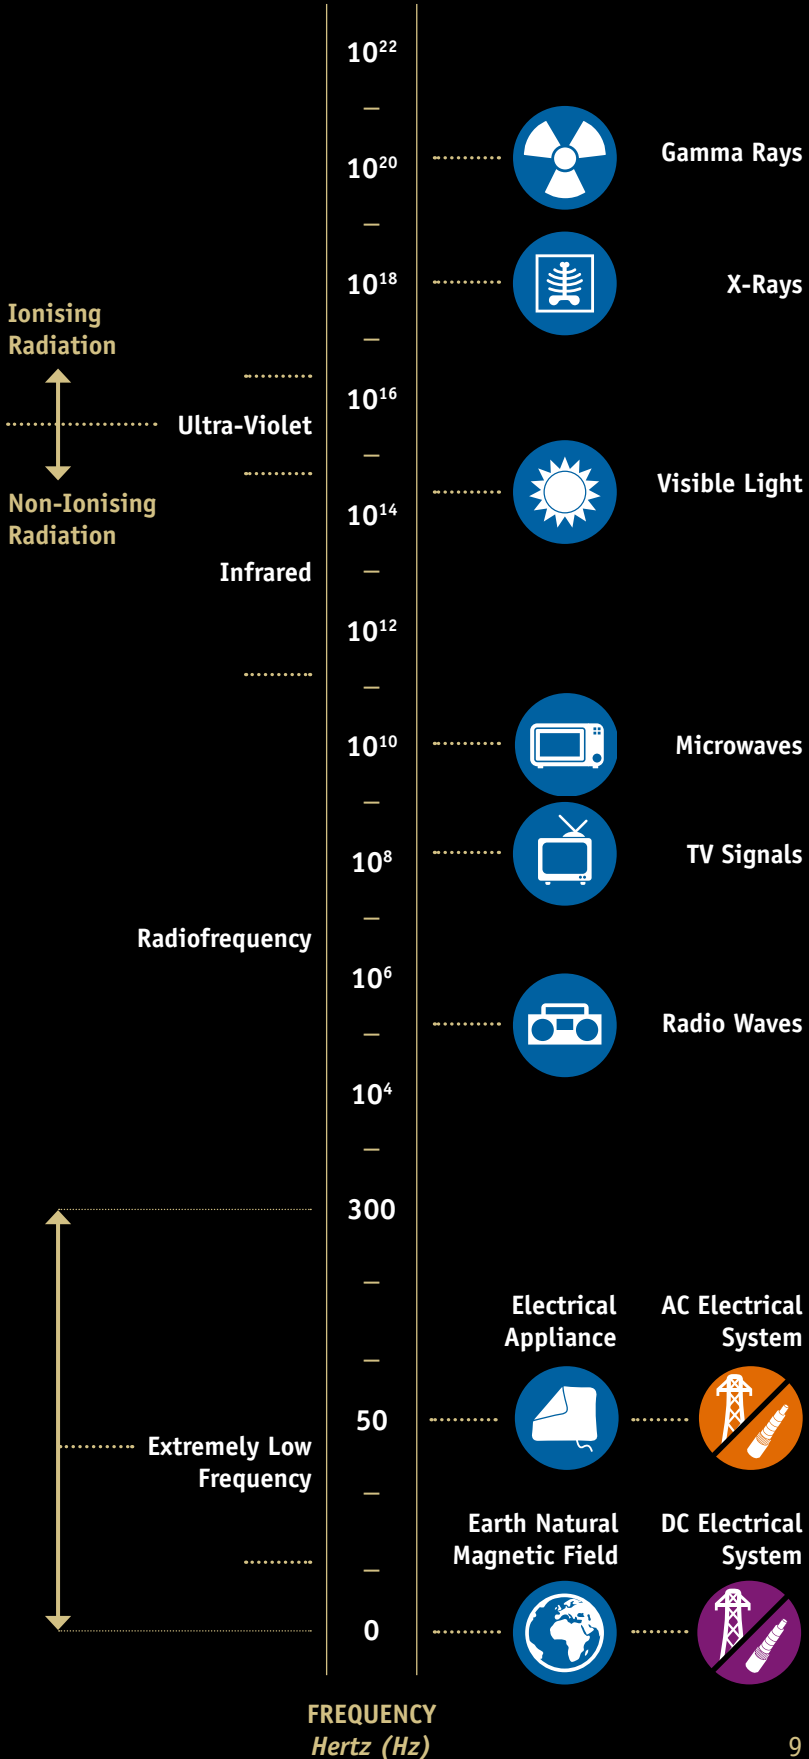 10²²
Gamma Rays
10²⁰
X-Rays
10¹⁸
Ionising
Radiation
10¹⁶
Ultra-Violet
Visible Light
Non-Ionising
Radiation
10¹⁴
Infrared
10¹²
10¹⁰
Microwaves
TV Signals
10⁸
Radiofrequency
10⁶
Radio Waves
10⁴
300
Electrical
Appliance
AC Electrical
System
50
Extremely Low
Frequency
Earth Natural
Magnetic Field
DC Electrical
System
0
FREQUENCY
Hertz (Hz)
9